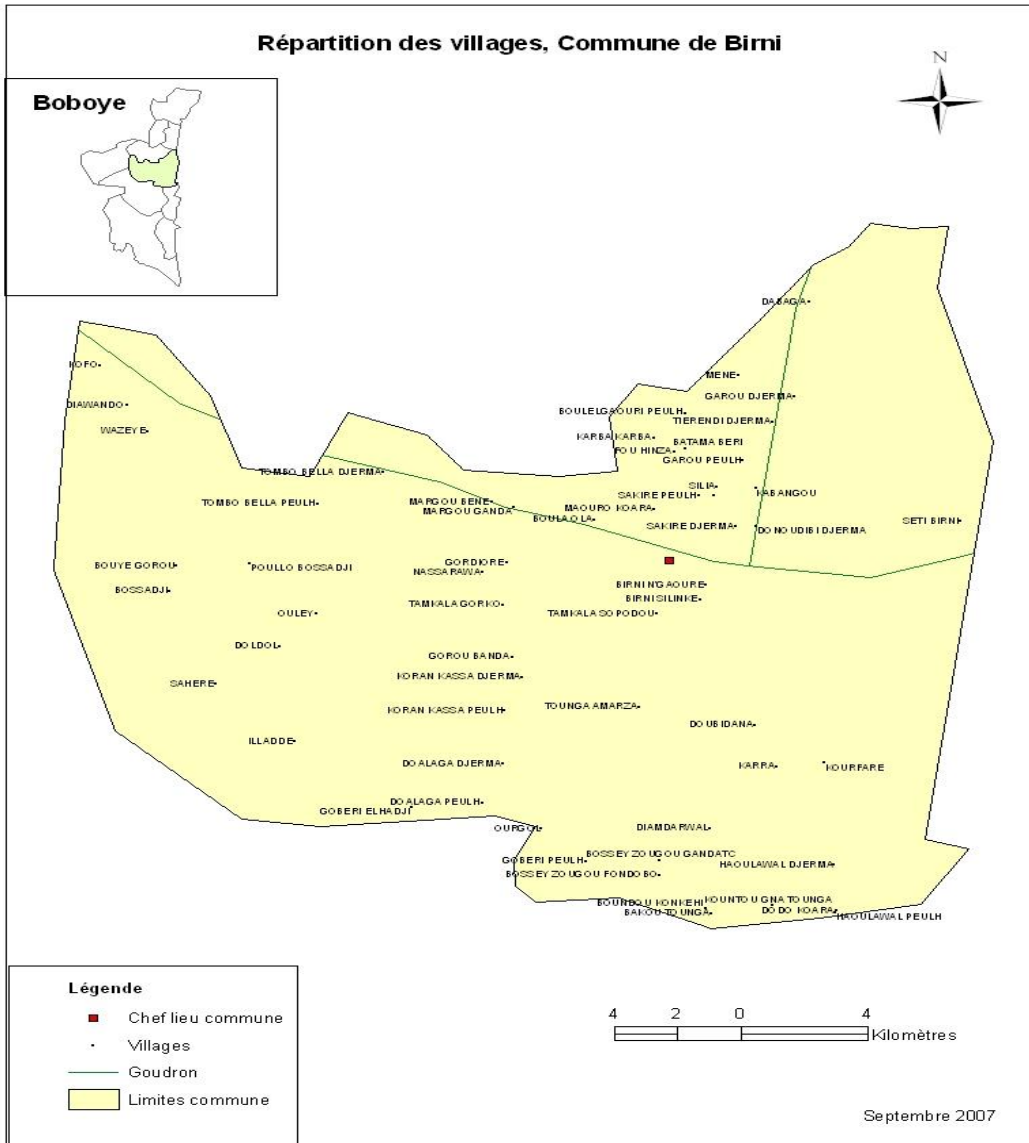 Répartition des villages, Commune de Birni
N
Boboye
DABAGA
KOFO
MENE
DIAWANDO
GAROU DJERMA
BOULELGAOURI PEULH
TIERENDI DJERMA
WAZEYE
KARBA KARBA
BATAMA BERI
FOU HINZA
GAROU PEULH
TOMBO BELLA DJERMA
SILIA
SAKIRE PEULH
KABANGOU
TOMBO BELLA PEULH
MARGOU BENE
MARGOU GANDA
MAOURO KOARA
BOULAOLA
SAKIRE DJERMA
DONOUDIBI DJERMA
SETI BIRNI
BOUYE GOROU
POULLO BOSSADJI
GORDIORE
NASSARAWA
BOSSADJI
BIRNI N'GAOURE
BIRNI SILINKE
OULEY
TAMKALA GORKO
TAMKALA SOPODOU
DOLDOL
GOROU BANDA
SAHERE
KORAN KASSA DJERMA
KORAN KASSA PEULH
TOUNGA AMARZA
DOUBIDANA
ILLADDE
DOALAGA DJERMA
KARRA
KOURFARE
DOALAGA PEULH
GOBERI ELHADJI
OURGOL
DIAMDARWAL
GOBERI PEULH
BOSSEY ZOUGOU GANDATC
HAOULAWAL DJERMA
BOSSEY ZOUGOU FONDOBO
BOUNDOU KONKEHI
KOUNTOU GNA TOUNGA
BAKOU TOUNGA
DODO KOARA
HAOULAWAL PEULH
Légende
Chef lieu commune
Villages
Goudron
Limites commune
4 2 0 4
Kilomètres
Septembre 2007